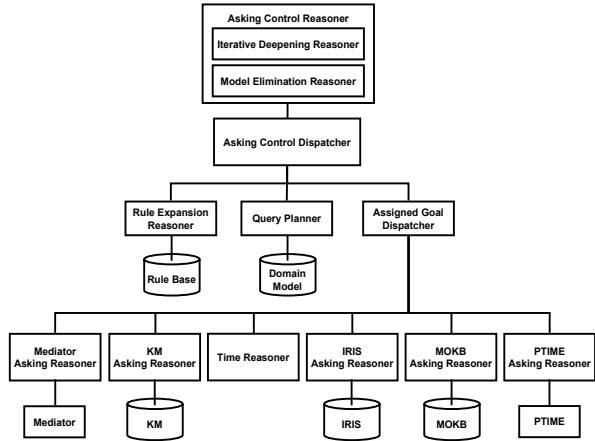 Asking Control Reasoner
Iterative Deepening Reasoner
Model Elimination Reasoner
Asking Control Dispatcher
Rule Expansion
Reasoner
Query Planner
Assigned Goal
Dispatcher
Rule Base
Domain
Model
Mediator
Asking Reasoner
KM
Asking Reasoner
Time Reasoner
IRIS
Asking Reasoner
MOKB
Asking Reasoner
PTIME
Asking Reasoner
Mediator
KM
IRIS
MOKB
PTIME